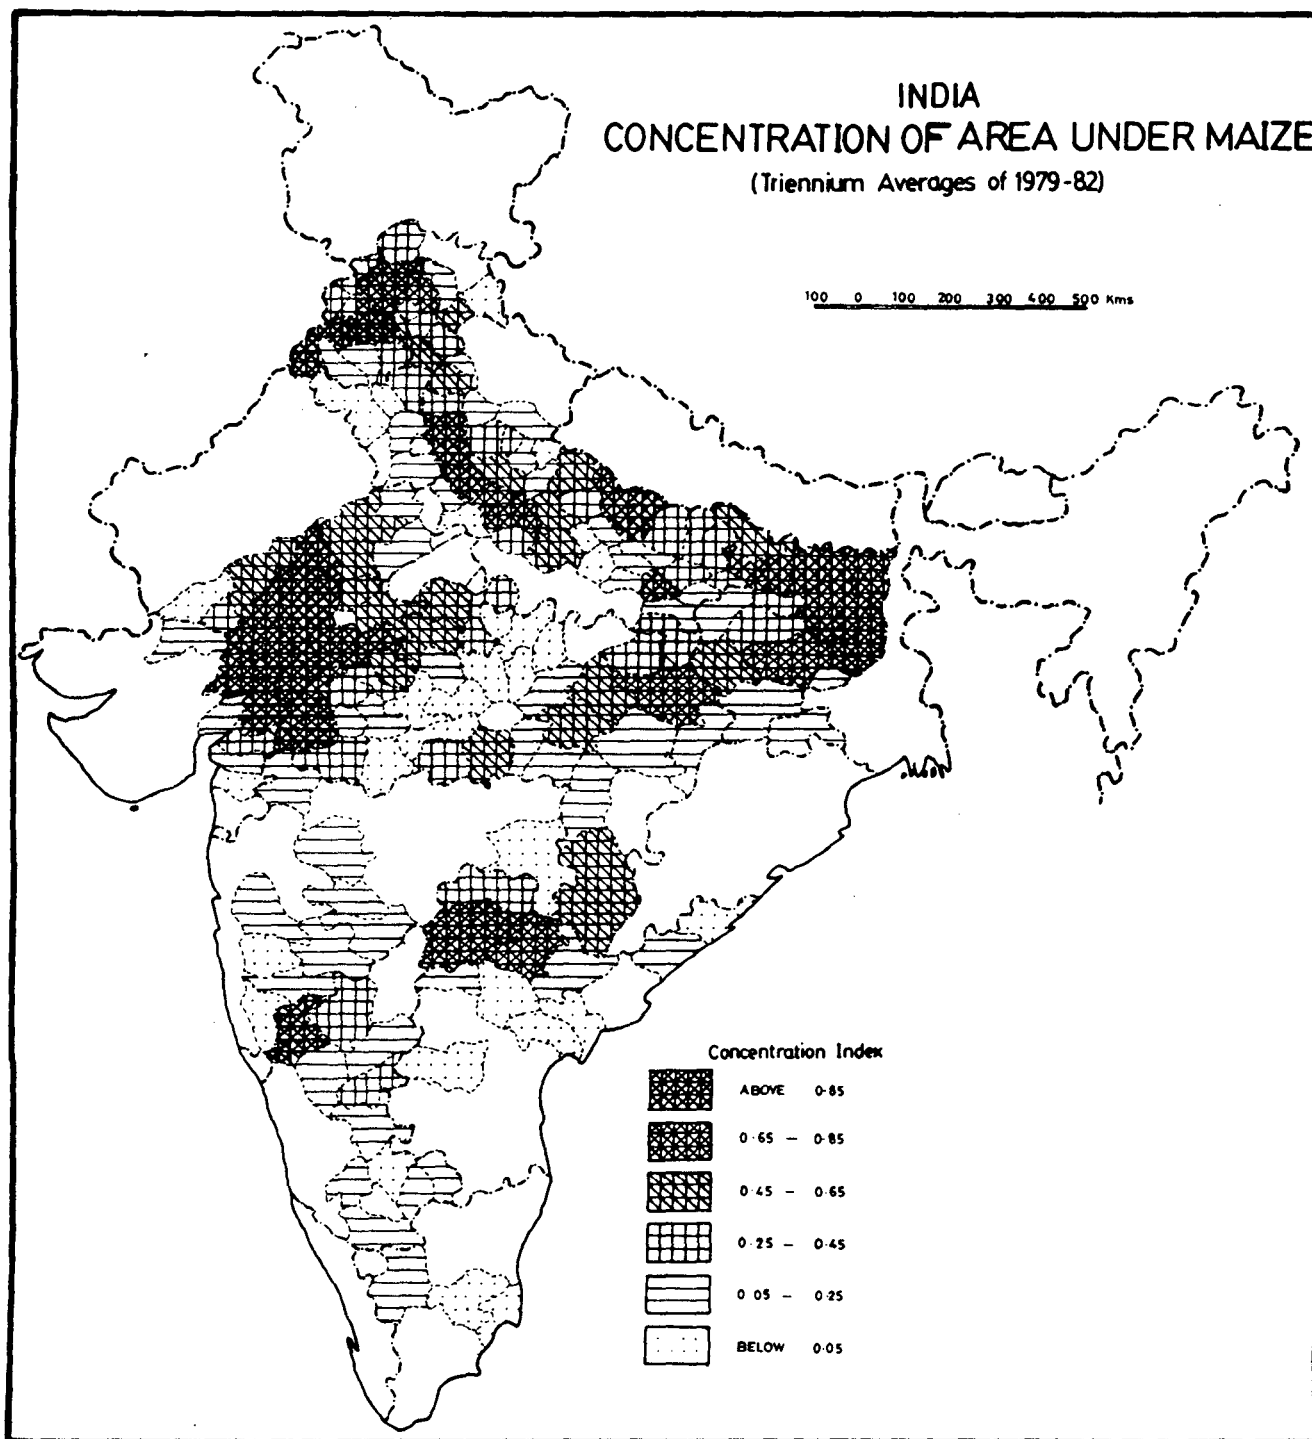 INDIA
CONCENTRATION OF AREA UNDER MAIZE
(Triennium Averages of 1979-82)
100 0 100 200 300 400 500 Kms
Concentration Index
ABOVE 0·85
0·65 – 0·85
0·45 – 0·65
0·25 – 0·45
0·05 – 0·25
BELOW 0·05